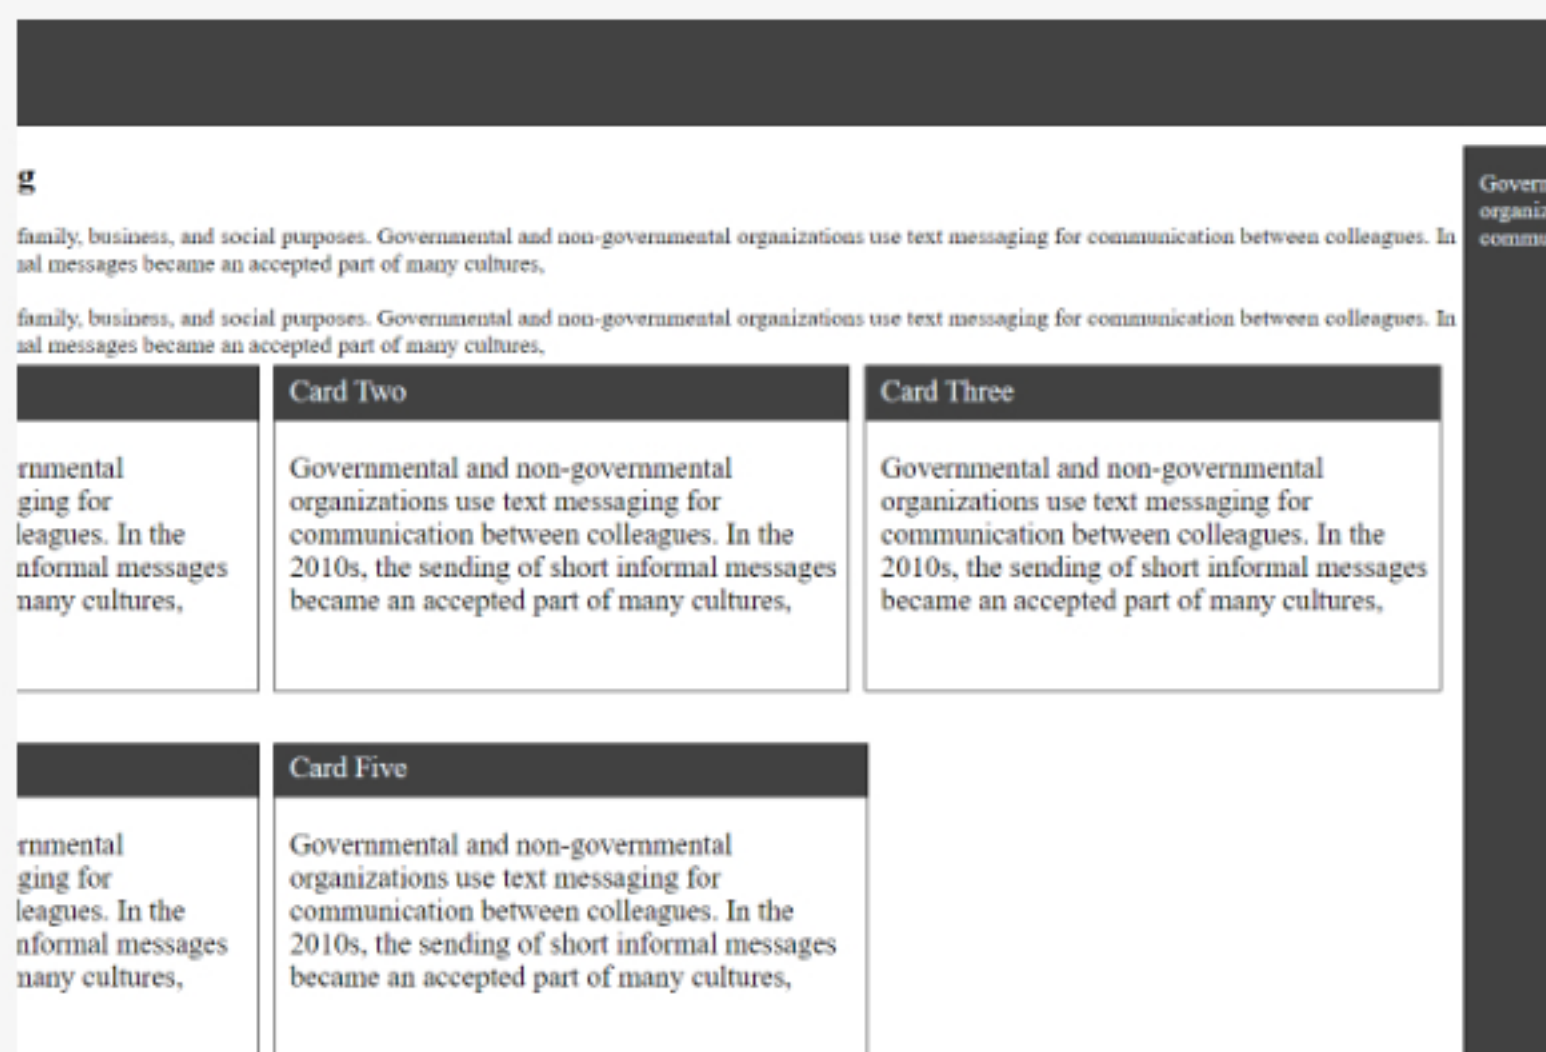 g
family, business, and social purposes. Governmental and non-governmental organizations use text messaging for communication between colleagues. In
nal messages became an accepted part of many cultures,
family, business, and social purposes. Governmental and non-governmental organizations use text messaging for communication between colleagues. In
nal messages became an accepted part of many cultures,
Card Two
rnmental
ging for
leagues. In the
nformal messages
many cultures,
Governmental and non-governmental
organizations use text messaging for
communication between colleagues. In the
2010s, the sending of short informal messages
became an accepted part of many cultures,
Card Three
Governmental and non-governmental
organizations use text messaging for
communication between colleagues. In the
2010s, the sending of short informal messages
became an accepted part of many cultures,
rnmental
ging for
leagues. In the
nformal messages
many cultures,
Card Five
Governmental and non-governmental
organizations use text messaging for
communication between colleagues. In the
2010s, the sending of short informal messages
became an accepted part of many cultures,
Govern
organiz
commu